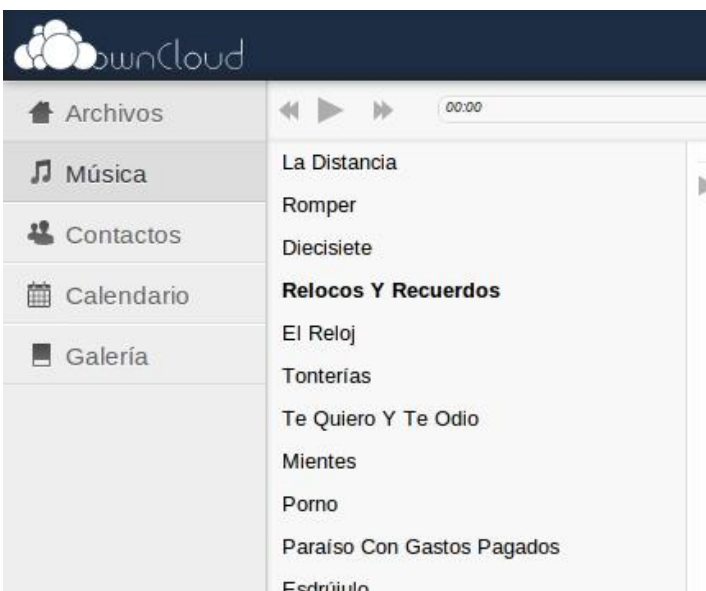 ownCloud
Archivos
Música
Contactos
Calendario
Galería
00:00
La Distancia
Romper
Diecisiete
Relocos Y Recuerdos
El Reloj
Tonterías
Te Quiero Y Te Odio
Mientes
Porno
Paraíso Con Gastos Pagados
Esdrújulo